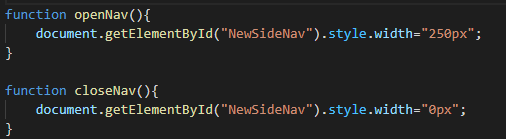 function openNav(){
    document.getElementById("NewSideNav").style.width="250px";
}

function closeNav(){
    document.getElementById("NewSideNav").style.width="0px";
}